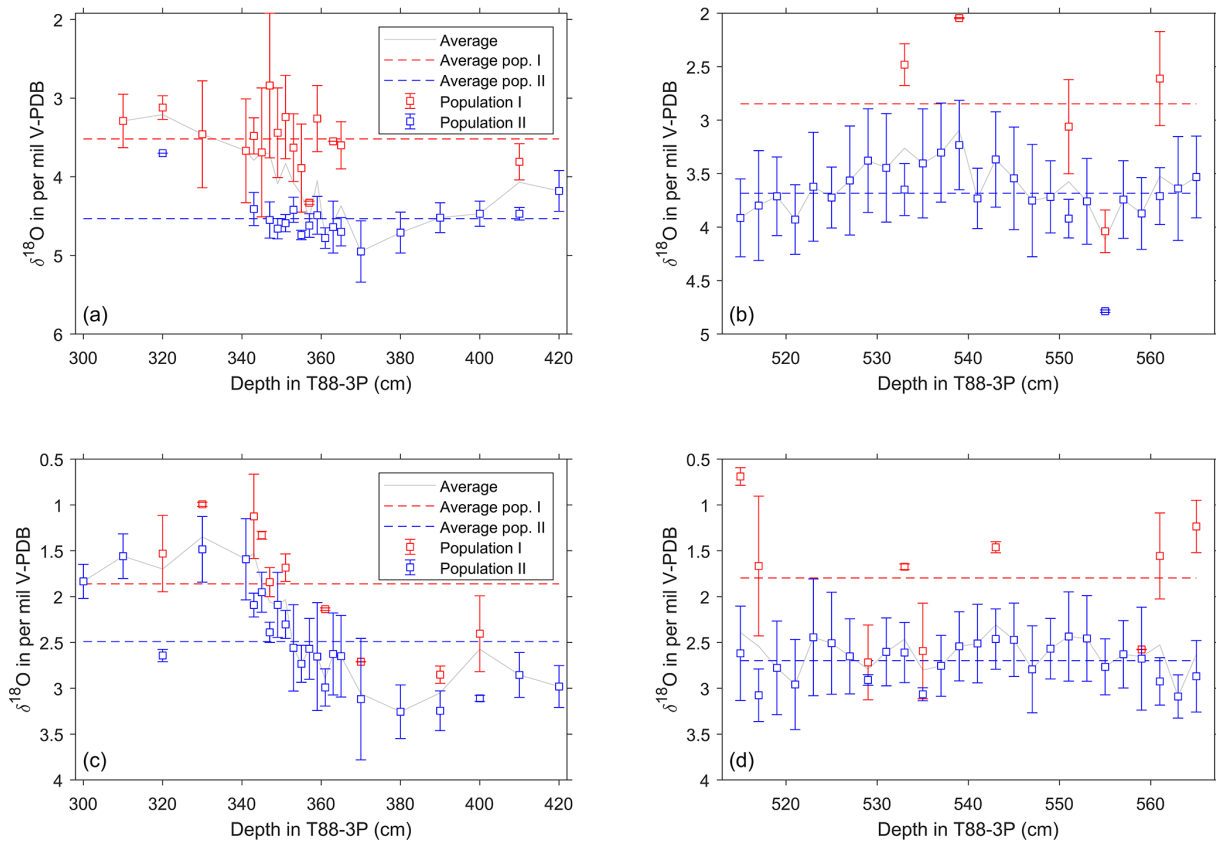 2
3
4
5
6
δ18O in per mil V-PDB
Average
Average pop. I
Average pop. II
Population I
Population II
(a)
300 320 340 360 380 400 420
Depth in T88-3P (cm)
2
2.5
3
3.5
4
4.5
5
δ18O in per mil V-PDB
(b)
520 530 540 550 560
Depth in T88-3P (cm)
0.5
1
1.5
2
2.5
3
3.5
4
δ18O in per mil V-PDB
Average
Average pop. I
Average pop. II
Population I
Population II
(c)
300 320 340 360 380 400 420
Depth in T88-3P (cm)
0.5
1
1.5
2
2.5
3
3.5
4
δ18O in per mil V-PDB
(d)
520 530 540 550 560
Depth in T88-3P (cm)